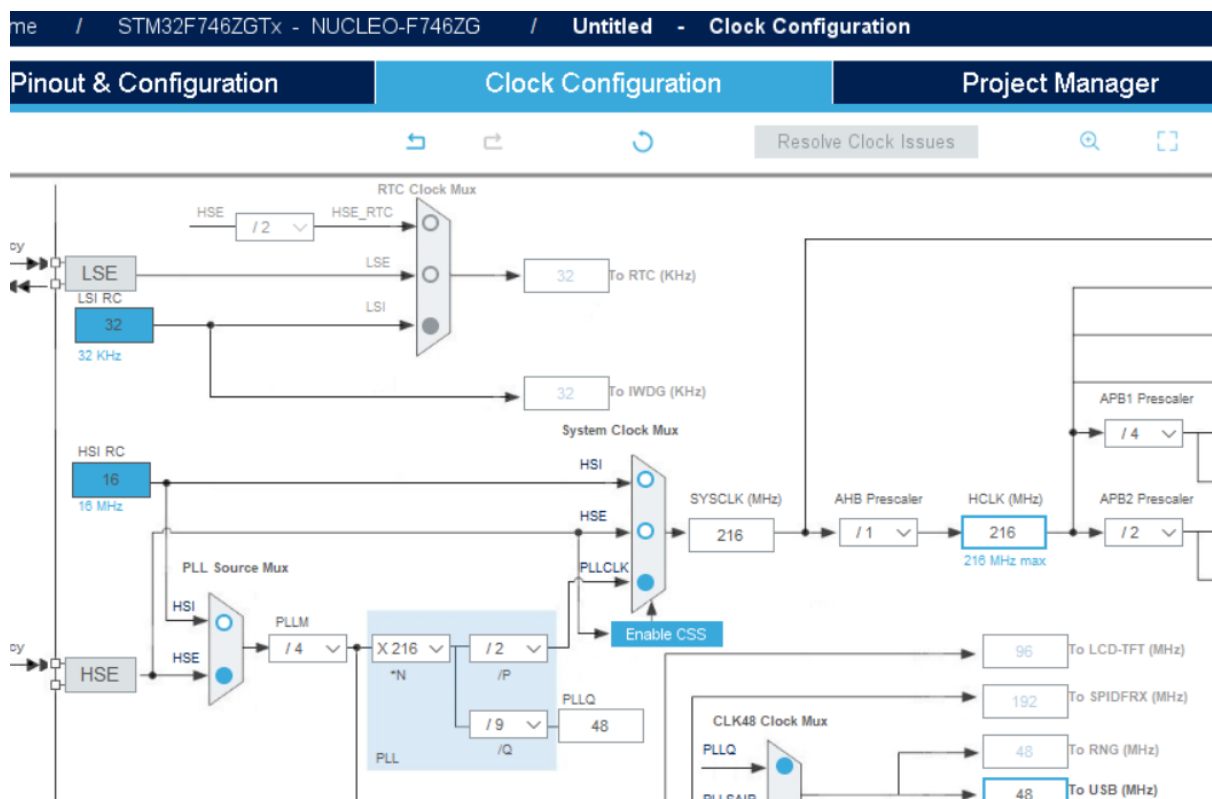 me / STM32F746ZGTx - NUCLEO-F746ZG / Untitled - Clock Configuration
Pinout & Configuration Clock Configuration Project Manager
Resolve Clock Issues
RTC Clock Mux
HSE / 2 HSE_RTC
cy
LSE LSE 32 To RTC (KHz)
LSI RC
32 LSI
32 KHz
32 To IWDG (KHz)
APB1 Prescaler
/ 4
System Clock Mux
HSI RC
16 HSI
16 MHz
SYSCLK (MHz) AHB Prescaler HCLK (MHz) APB2 Prescaler
HSE 216 / 1 216 / 2
216 MHz max
PLL Source Mux PLLCLK
HSI PLLM
/ 4 X 216 / 2
*N /P
Enable CSS
cy
HSE HSE
PLLQ
/ 9 48
/Q
PLL
96 To LCD-TFT (MHz)
192 To SPIDFRX (MHz)
CLK48 Clock Mux
PLLQ 48 To RNG (MHz)
48 To USB (MHz)